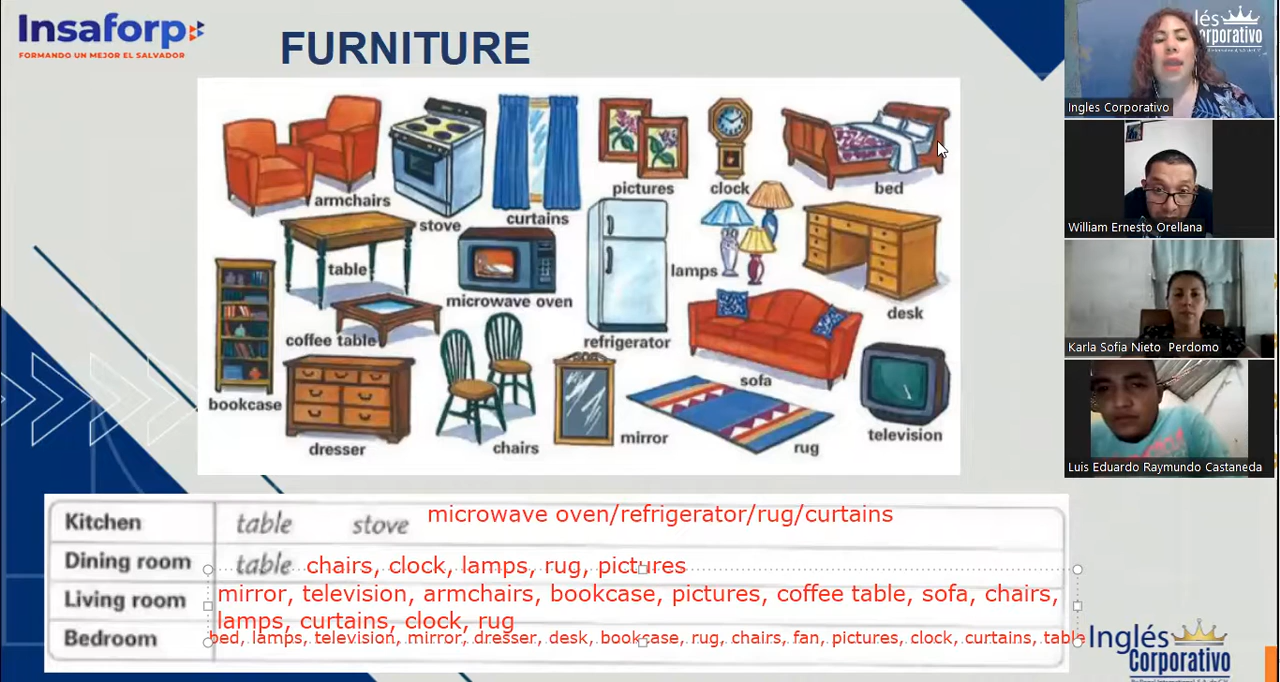 Insaforp
FORMANDO UN MEJOR EL SALVADOR
FURNITURE
armchairs
stove
curtains
pictures
clock
bed
table
microwave oven
lamps
desk
coffee table
refrigerator
sofa
bookcase
dresser
chairs
mirror
rug
television
Kitchen table stove microwave oven/refrigerator/rug/curtains
Dining room table chairs, clock, lamps, rug, pictures
Living room mirror, television, armchairs, bookcase, pictures, coffee table, sofa, chairs,
lamps, curtains, clock, rug
Bedroom bed, lamps, television, mirror, dresser, desk, bookcase, rug, chairs, fan, pictures, clock, curtains, table
Inglés
Corporativo
lés
orporativo
Ingles Corporativo
William Ernesto Orellana
Karla Sofia Nieto Perdomo
Luis Eduardo Raymundo Castaneda